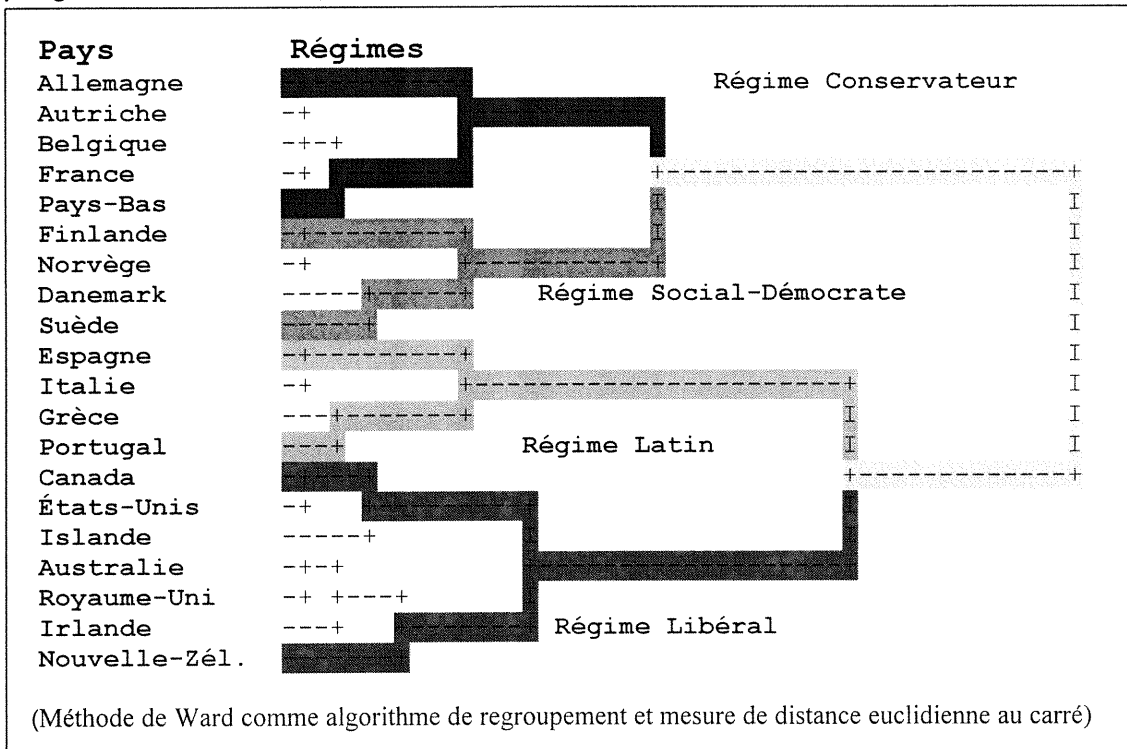 Pays Régimes
Allemagne Régime Conservateur
Autriche
Belgique
France
Pays-Bas
Finlande
Norvège
Danemark Régime Social-Démocrate
Suède
Espagne
Italie
Grèce
Portugal Régime Latin
Canada
États-Unis
Islande
Australie
Royaume-Uni
Irlande Régime Libéral
Nouvelle-Zél.
(Méthode de Ward comme algorithme de regroupement et mesure de distance euclidienne au carré)